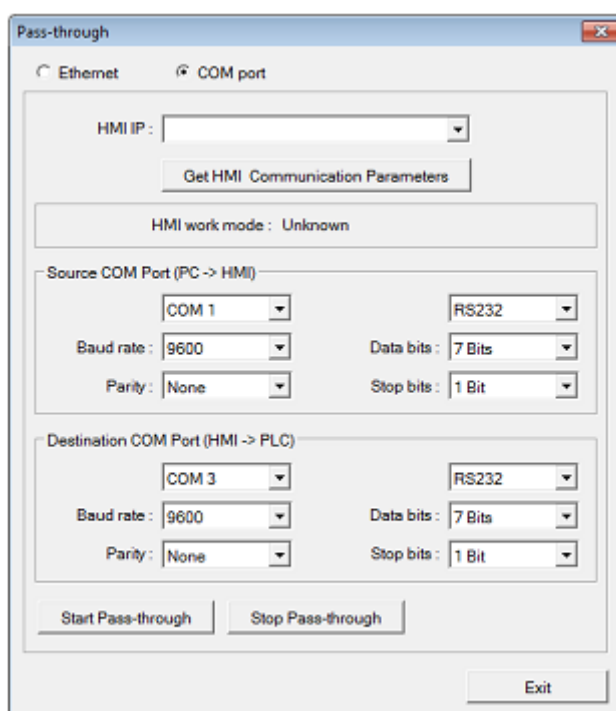 Pass-through
Ethernet COM port
HMI IP :
Get HMI Communication Parameters
HMI work mode : Unknown
Source COM Port (PC -> HMI)
COM 1 RS232
Baud rate : 9600 Data bits : 7 Bits
Parity : None Stop bits : 1 Bit
Destination COM Port (HMI -> PLC)
COM 3 RS232
Baud rate : 9600 Data bits : 7 Bits
Parity : None Stop bits : 1 Bit
Start Pass-through Stop Pass-through
Exit